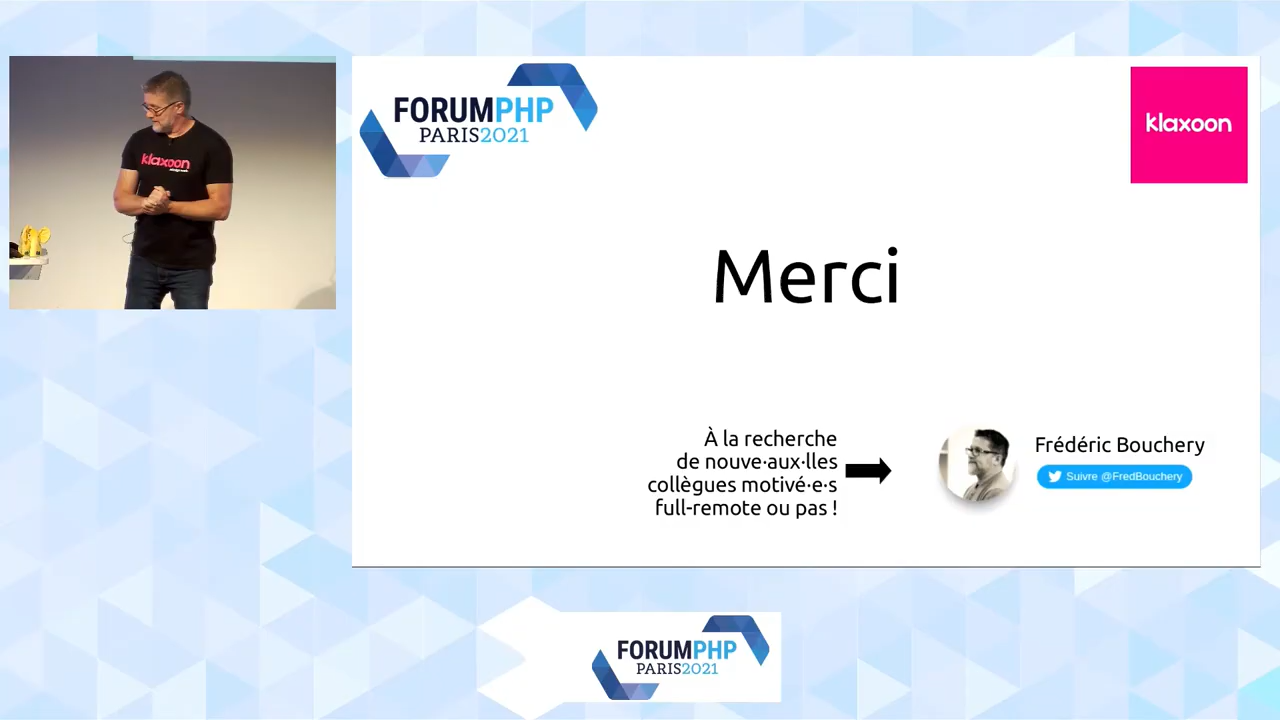 klaxoon
FORUMPHP
PARIS2021
klaxoon
Merci
À la recherche
de nouve·aux·lles
collègues motivé·e·s
full-remote ou pas !
Frédéric Bouchery
Suivre @FredBouchery
FORUMPHP
PARIS2021